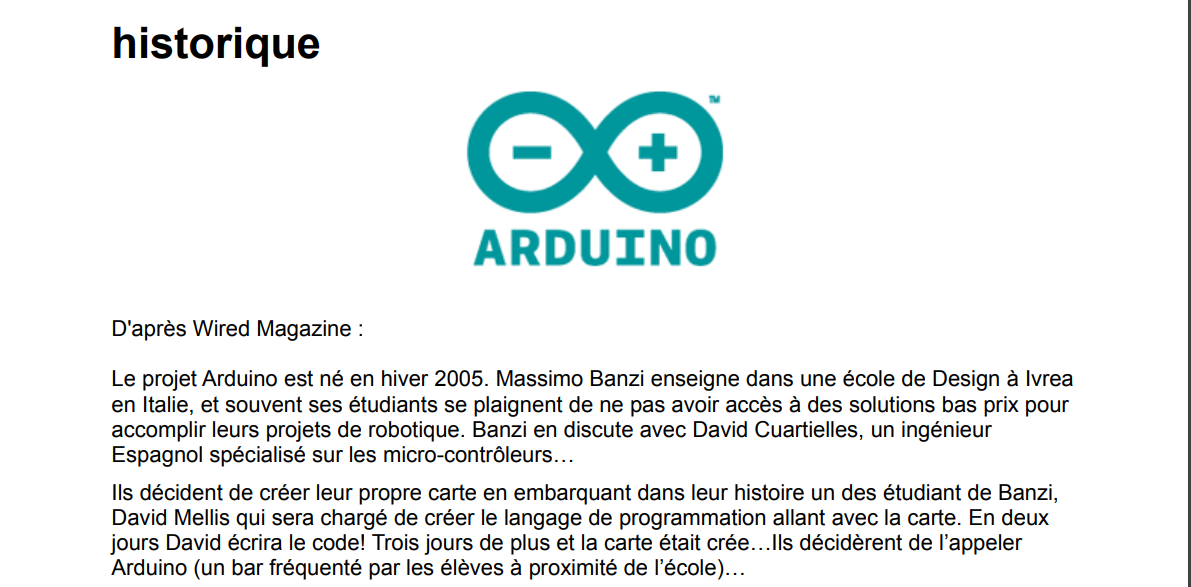 historique
TM
ARDUINO
D'après Wired Magazine :
Le projet Arduino est né en hiver 2005. Massimo Banzi enseigne dans une école de Design à Ivrea
en Italie, et souvent ses étudiants se plaignent de ne pas avoir accès à des solutions bas prix pour
accomplir leurs projets de robotique. Banzi en discute avec David Cuartielles, un ingénieur
Espagnol spécialisé sur les micro-contrôleurs…
Ils décident de créer leur propre carte en embarquant dans leur histoire un des étudiant de Banzi,
David Mellis qui sera chargé de créer le langage de programmation allant avec la carte. En deux
jours David écrira le code! Trois jours de plus et la carte était crée…Ils décidèrent de l’appeler
Arduino (un bar fréquenté par les élèves à proximité de l’école)…